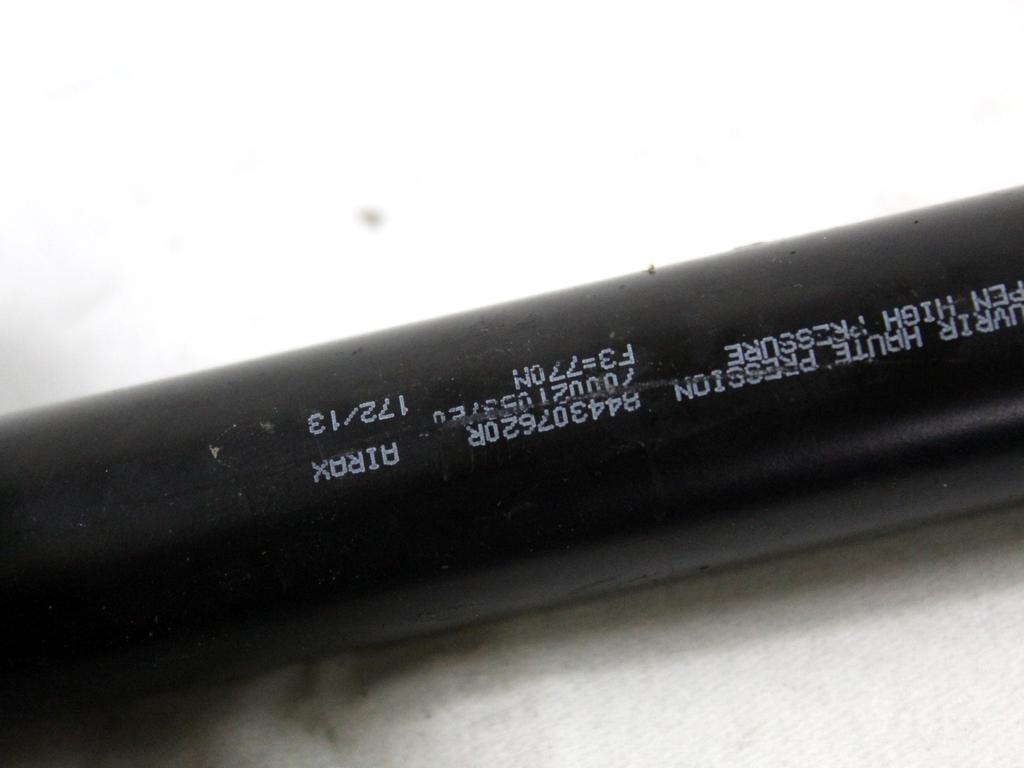 UVRIR HAUTE PRESSION 844307620R AIRAX
PEN HIGH PRESSURE 172/13
F3=770N